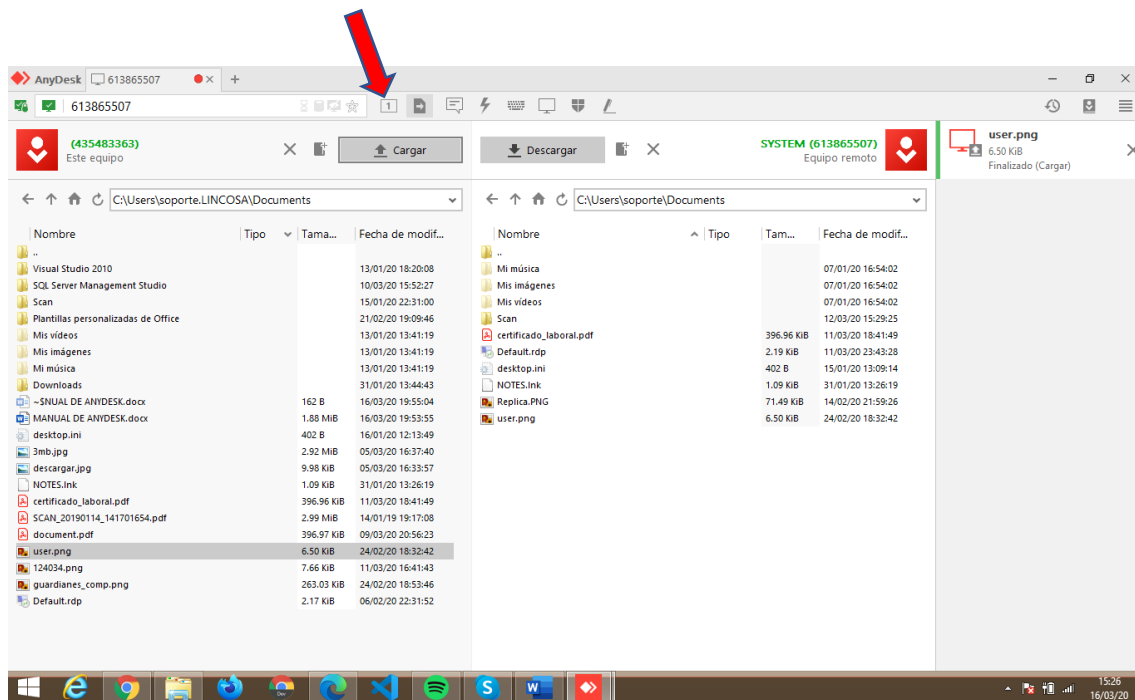 AnyDesk 613865507
613865507
1
(435483363)
Este equipo
Cargar
Descargar
SYSTEM (613865507)
Equipo remoto
user.png
6.50 KiB
Finalizado (Cargar)
C:\Users\soporte.LINCOSA\Documents
C:\Users\soporte\Documents
Nombre Tipo Tama... Fecha de modif...
..
Visual Studio 2010 13/01/20 18:20:08
SQL Server Management Studio 10/03/20 15:52:27
Scan 15/01/20 22:31:00
Plantillas personalizadas de Office 21/02/20 19:09:46
Mis vídeos 13/01/20 13:41:19
Mis imágenes 13/01/20 13:41:19
Mi música 13/01/20 13:41:19
Downloads 31/01/20 13:44:43
~$NUAL DE ANYDESK.docx 162 B 16/03/20 19:55:04
MANUAL DE ANYDESK.docx 1.88 MiB 16/03/20 19:53:55
desktop.ini 402 B 16/01/20 12:13:49
3mb.jpg 2.92 MiB 05/03/20 16:37:40
descargar.jpg 9.98 KiB 05/03/20 16:33:57
NOTES.lnk 1.09 KiB 31/01/20 13:26:19
certificado_laboral.pdf 396.96 KiB 11/03/20 18:41:49
SCAN_20190114_141701654.pdf 2.99 MiB 14/01/19 19:17:08
document.pdf 396.97 KiB 09/03/20 20:56:23
user.png 6.50 KiB 24/02/20 18:32:42
124034.png 7.66 KiB 11/03/20 16:41:43
guardianes_comp.png 263.03 KiB 24/02/20 18:53:46
Default.rdp 2.17 KiB 06/02/20 22:31:52
Nombre Tipo Tam... Fecha de modif...
..
Mi música 07/01/20 16:54:02
Mis imágenes 07/01/20 16:54:02
Mis vídeos 07/01/20 16:54:02
Scan 12/03/20 15:29:25
certificado_laboral.pdf 396.96 KiB 11/03/20 18:41:49
Default.rdp 2.19 KiB 11/03/20 23:43:28
desktop.ini 402 B 15/01/20 13:09:14
NOTES.lnk 1.09 KiB 31/01/20 13:26:19
Replica.PNG 71.49 KiB 14/02/20 21:59:26
user.png 6.50 KiB 24/02/20 18:32:42
Dev
15:26
16/03/20